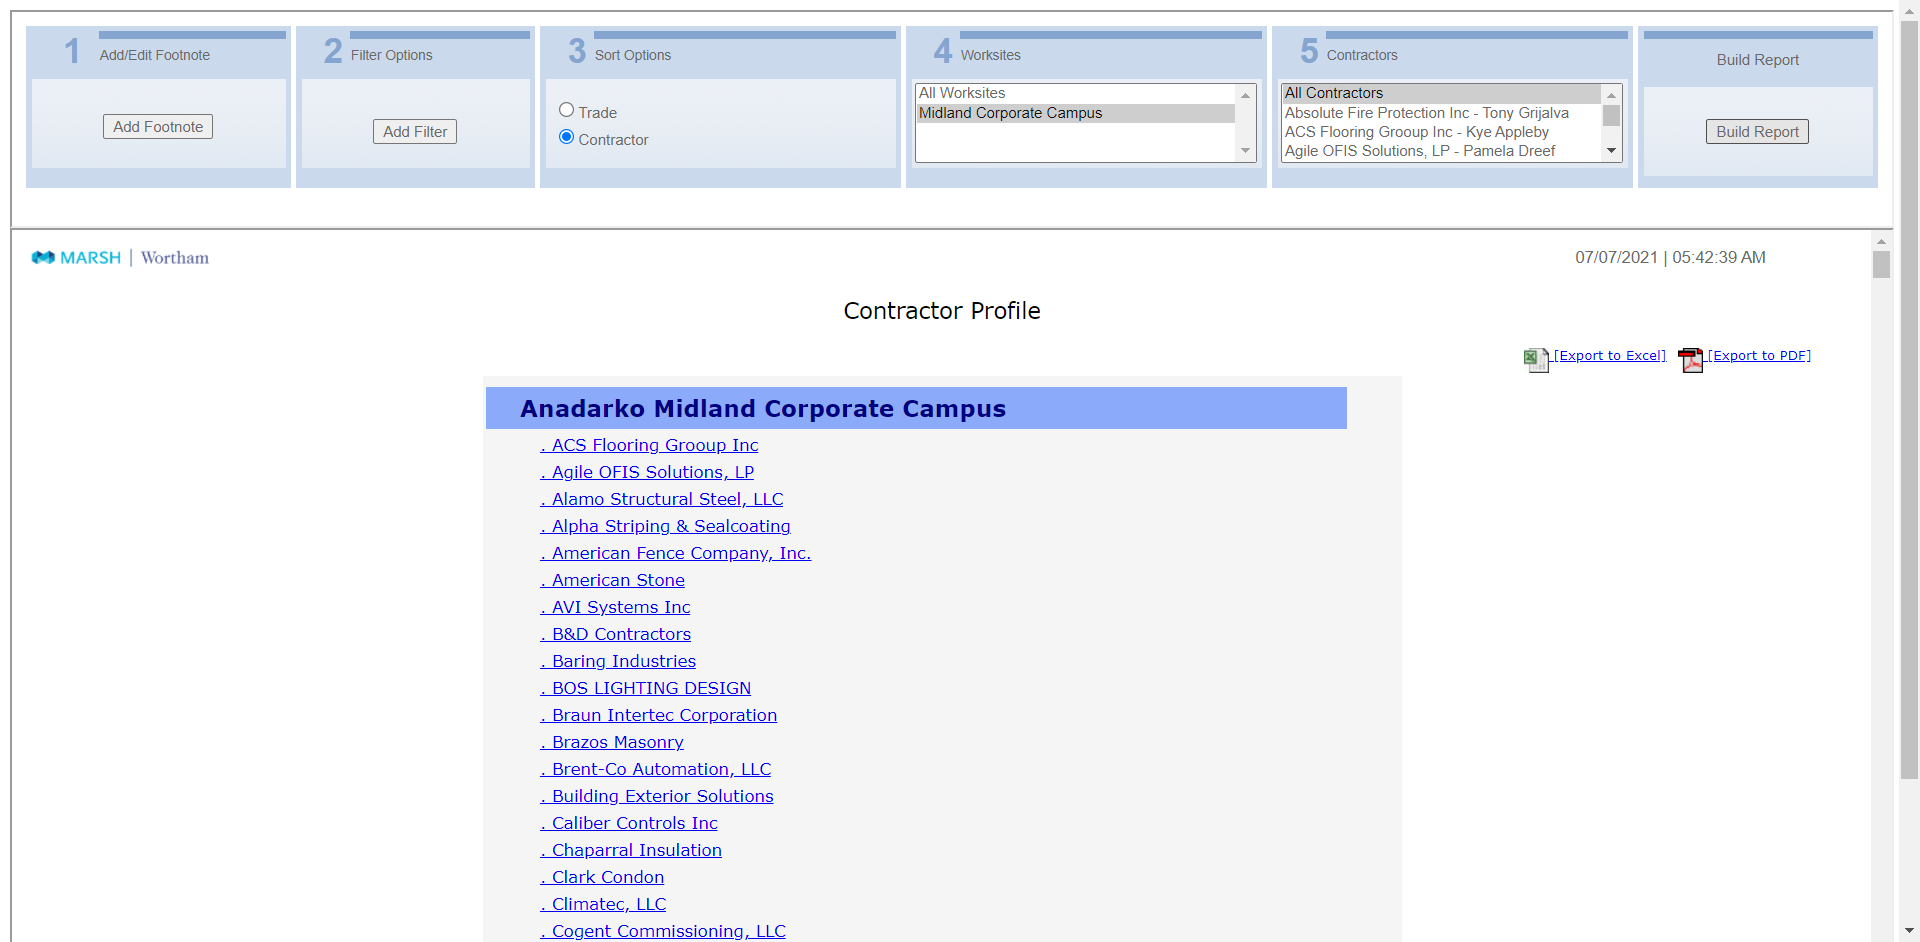 1 Add/Edit Footnote
Add Footnote
2 Filter Options
Add Filter
3 Sort Options
Trade
Contractor
4 Worksites
All Worksites
Midland Corporate Campus
5 Contractors
All Contractors
Absolute Fire Protection Inc - Tony Grijalva
ACS Flooring Grooup Inc - Kye Appleby
Agile OFIS Solutions, LP - Pamela Dreef
Build Report
Build Report
MARSH | Wortham
07/07/2021 | 05:42:39 AM
Contractor Profile
[Export to Excel] [Export to PDF]
Anadarko Midland Corporate Campus
. ACS Flooring Grooup Inc
. Agile OFIS Solutions, LP
. Alamo Structural Steel, LLC
. Alpha Striping & Sealcoating
. American Fence Company, Inc.
. American Stone
. AVI Systems Inc
. B&D Contractors
. Baring Industries
. BOS LIGHTING DESIGN
. Braun Intertec Corporation
. Brazos Masonry
. Brent-Co Automation, LLC
. Building Exterior Solutions
. Caliber Controls Inc
. Chaparral Insulation
. Clark Condon
. Climatec, LLC
. Cogent Commissioning, LLC